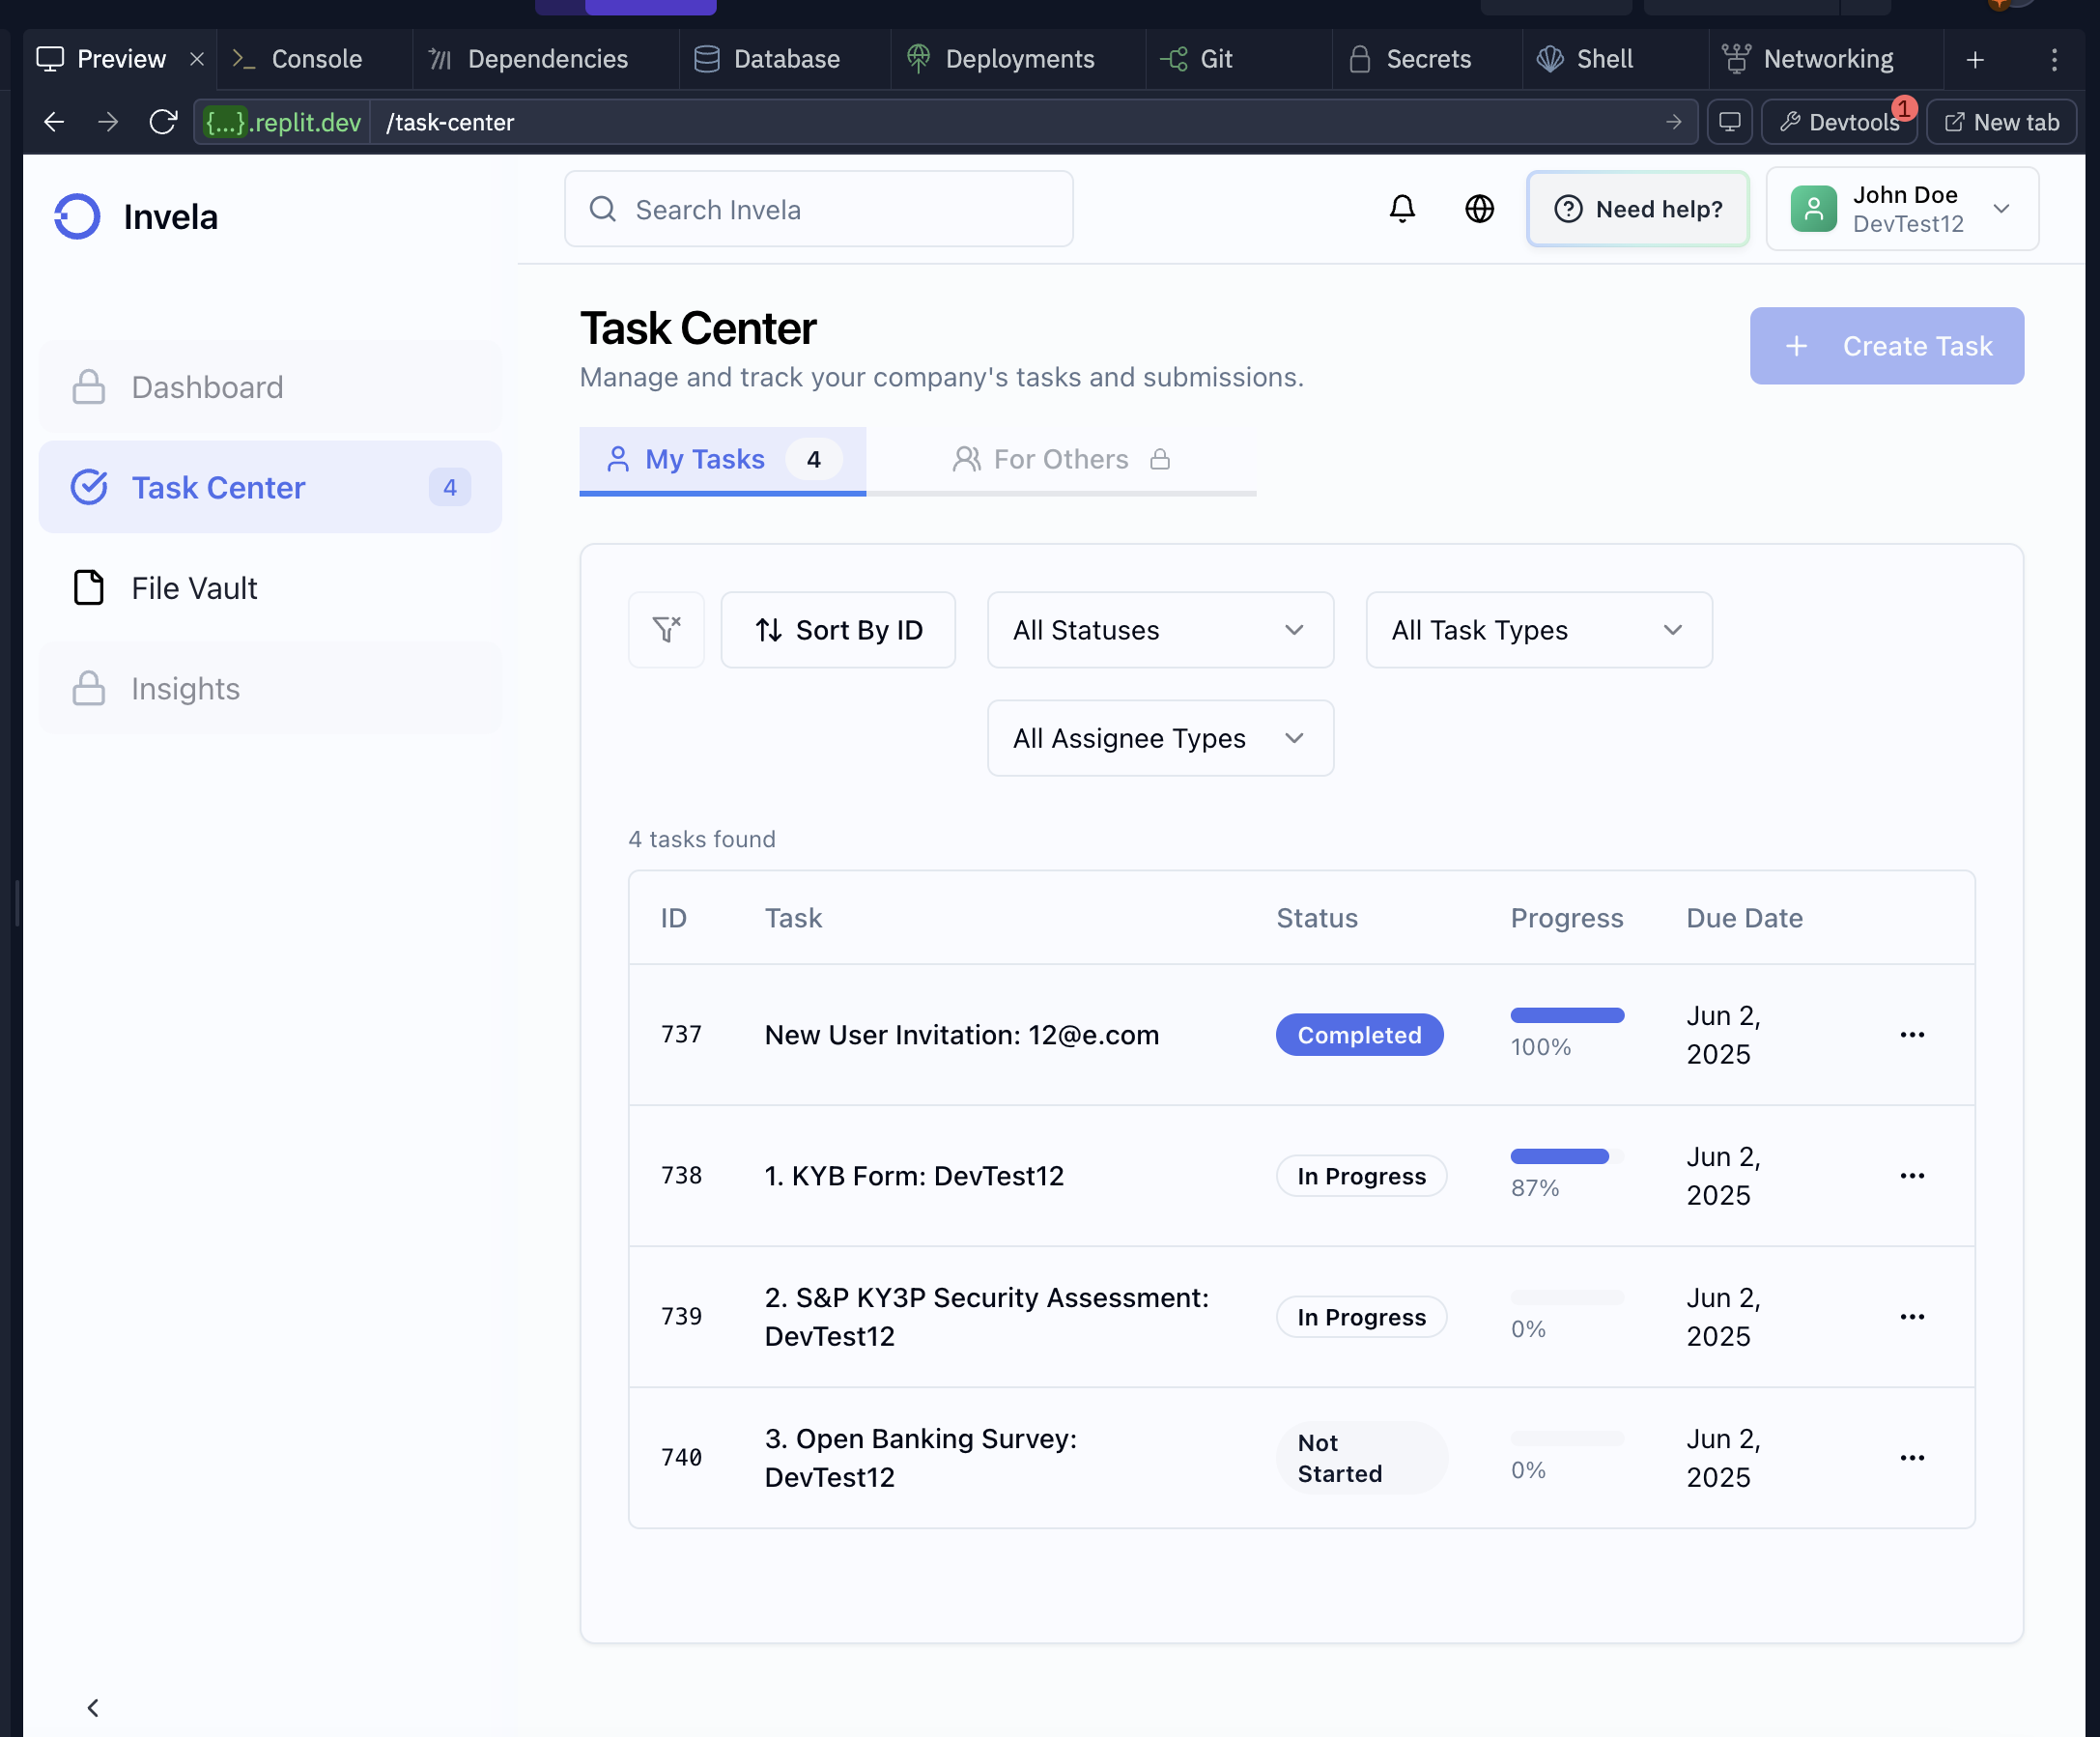 Preview
Console
Dependencies
Database
Deployments
Git
Secrets
Shell
Networking
{...}.replit.dev
/task-center
Devtools
1
New tab
Invela
Search Invela
Need help?
John Doe
DevTest12
Dashboard
Task Center
4
File Vault
Insights
Task Center
Manage and track your company's tasks and submissions.
Create Task
My Tasks
4
For Others
Sort By ID
All Statuses
All Task Types
All Assignee Types
4 tasks found
ID
Task
Status
Progress
Due Date
737
New User Invitation: 12@e.com
Completed
100%
Jun 2,
2025
738
1. KYB Form: DevTest12
In Progress
87%
Jun 2,
2025
739
2. S&P KY3P Security Assessment:
DevTest12
In Progress
0%
Jun 2,
2025
740
3. Open Banking Survey:
DevTest12
Not
Started
0%
Jun 2,
2025